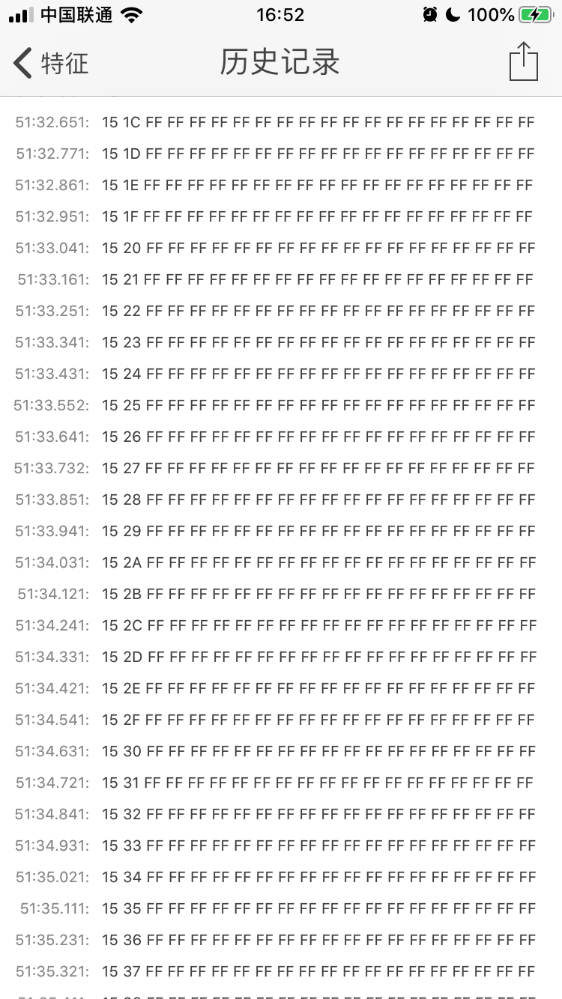 中国联通 16:52 100%
特征 历史记录
51:32.651: 15 1C FF FF FF FF FF FF FF FF FF FF FF FF FF FF FF FF FF FF
51:32.771: 15 1D FF FF FF FF FF FF FF FF FF FF FF FF FF FF FF FF FF FF
51:32.861: 15 1E FF FF FF FF FF FF FF FF FF FF FF FF FF FF FF FF FF FF
51:32.951: 15 1F FF FF FF FF FF FF FF FF FF FF FF FF FF FF FF FF FF FF
51:33.041: 15 20 FF FF FF FF FF FF FF FF FF FF FF FF FF FF FF FF FF FF
51:33.161: 15 21 FF FF FF FF FF FF FF FF FF FF FF FF FF FF FF FF FF FF
51:33.251: 15 22 FF FF FF FF FF FF FF FF FF FF FF FF FF FF FF FF FF FF
51:33.341: 15 23 FF FF FF FF FF FF FF FF FF FF FF FF FF FF FF FF FF FF
51:33.431: 15 24 FF FF FF FF FF FF FF FF FF FF FF FF FF FF FF FF FF FF
51:33.552: 15 25 FF FF FF FF FF FF FF FF FF FF FF FF FF FF FF FF FF FF
51:33.641: 15 26 FF FF FF FF FF FF FF FF FF FF FF FF FF FF FF FF FF FF
51:33.732: 15 27 FF FF FF FF FF FF FF FF FF FF FF FF FF FF FF FF FF FF
51:33.851: 15 28 FF FF FF FF FF FF FF FF FF FF FF FF FF FF FF FF FF FF
51:33.941: 15 29 FF FF FF FF FF FF FF FF FF FF FF FF FF FF FF FF FF FF
51:34.031: 15 2A FF FF FF FF FF FF FF FF FF FF FF FF FF FF FF FF FF FF
51:34.121: 15 2B FF FF FF FF FF FF FF FF FF FF FF FF FF FF FF FF FF FF
51:34.241: 15 2C FF FF FF FF FF FF FF FF FF FF FF FF FF FF FF FF FF FF
51:34.331: 15 2D FF FF FF FF FF FF FF FF FF FF FF FF FF FF FF FF FF FF
51:34.421: 15 2E FF FF FF FF FF FF FF FF FF FF FF FF FF FF FF FF FF FF
51:34.541: 15 2F FF FF FF FF FF FF FF FF FF FF FF FF FF FF FF FF FF FF
51:34.631: 15 30 FF FF FF FF FF FF FF FF FF FF FF FF FF FF FF FF FF FF
51:34.721: 15 31 FF FF FF FF FF FF FF FF FF FF FF FF FF FF FF FF FF FF
51:34.841: 15 32 FF FF FF FF FF FF FF FF FF FF FF FF FF FF FF FF FF FF
51:34.931: 15 33 FF FF FF FF FF FF FF FF FF FF FF FF FF FF FF FF FF FF
51:35.021: 15 34 FF FF FF FF FF FF FF FF FF FF FF FF FF FF FF FF FF FF
51:35.111: 15 35 FF FF FF FF FF FF FF FF FF FF FF FF FF FF FF FF FF FF
51:35.231: 15 36 FF FF FF FF FF FF FF FF FF FF FF FF FF FF FF FF FF FF
51:35.321: 15 37 FF FF FF FF FF FF FF FF FF FF FF FF FF FF FF FF FF FF